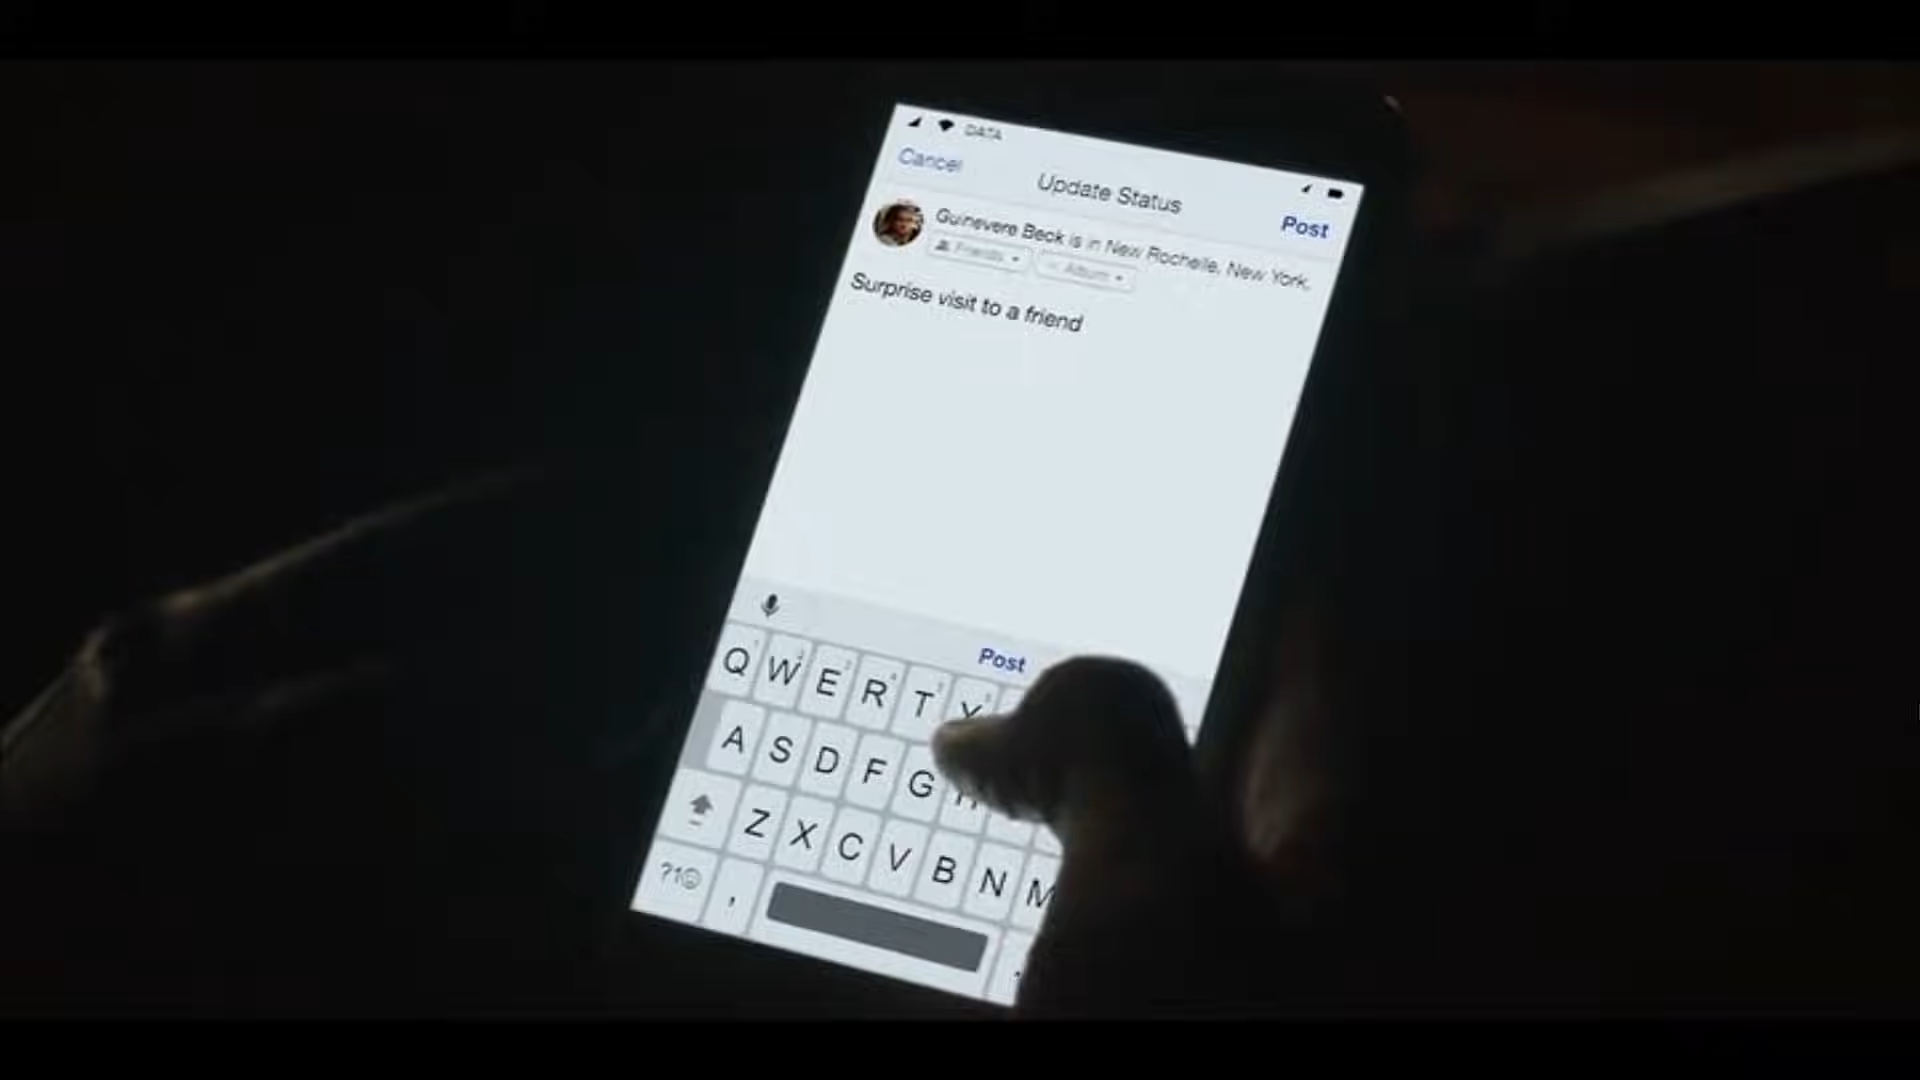 DATA
Cancel
Update Status
Post
Guinevere Beck is in New Rochelle, New York.
Friends
Album
Surprise visit to a friend
Post
Q W E R T Y
A S D F G H
Z X C V B N M
?1☺ , .